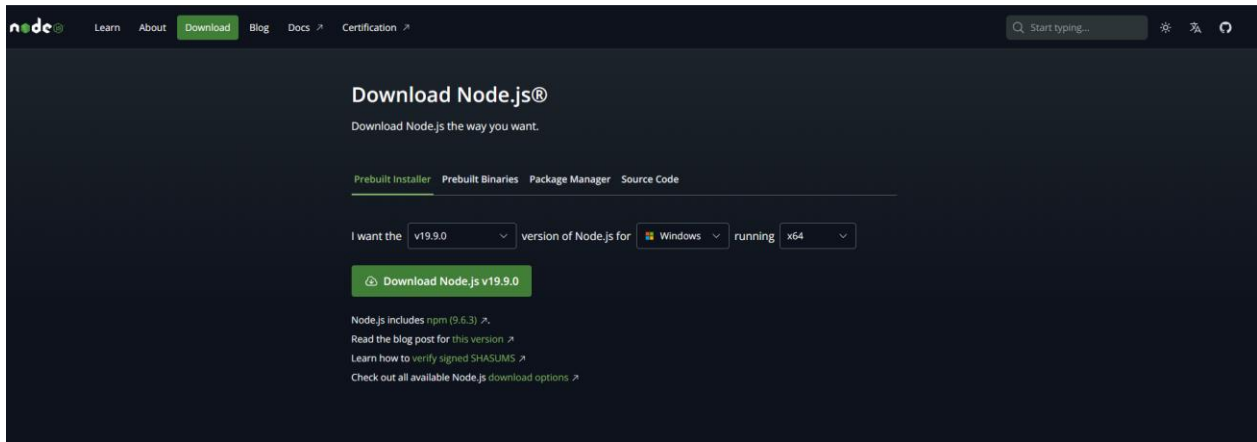 node Learn About Download Blog Docs ↗ Certification ↗ Start typing...
Download Node.js®
Download Node.js the way you want.
Prebuilt Installer Prebuilt Binaries Package Manager Source Code
I want the v19.9.0 version of Node.js for Windows running x64
Download Node.js v19.9.0
Node.js includes npm (9.6.3) ↗.
Read the blog post for this version ↗
Learn how to verify signed SHASUMS ↗
Check out all available Node.js download options ↗